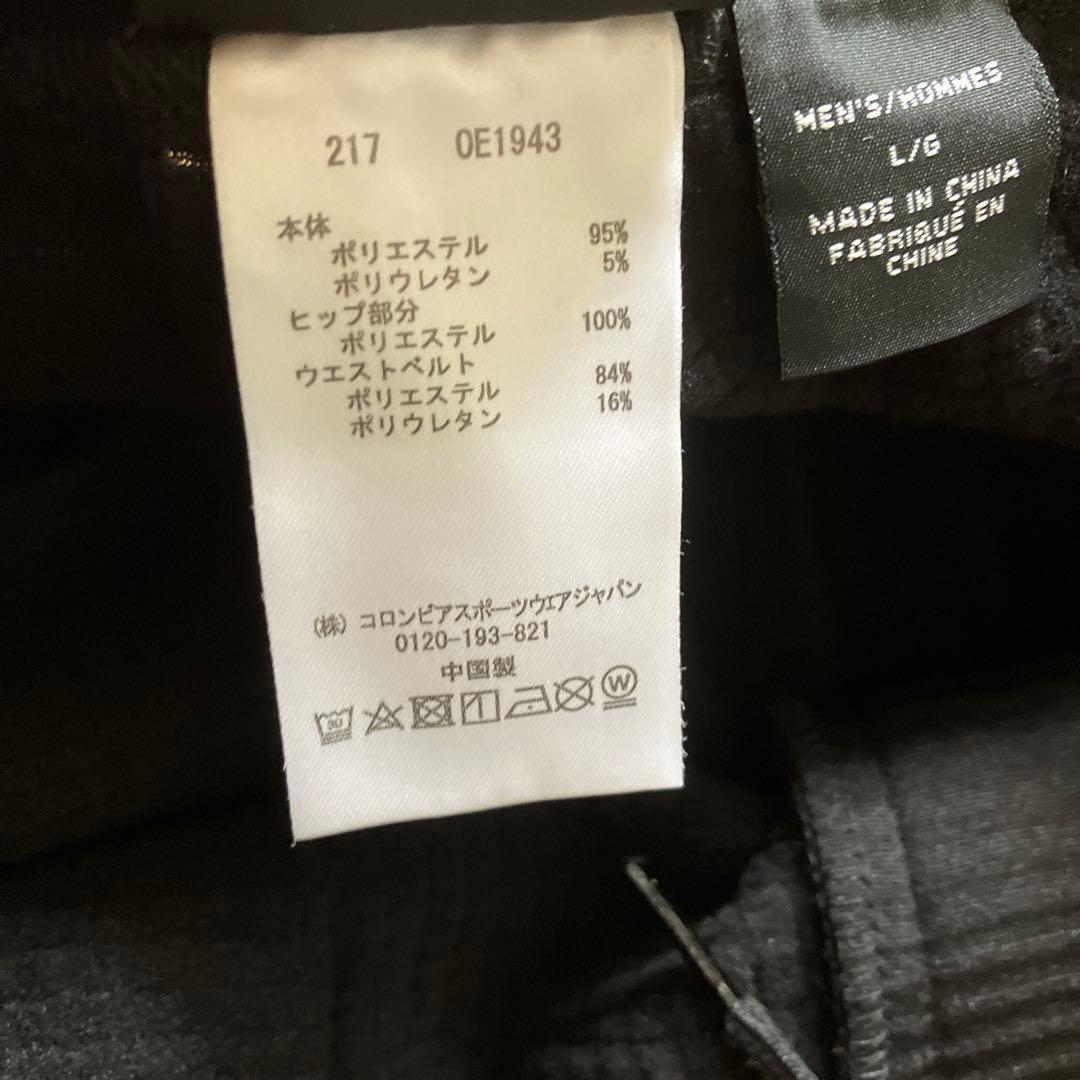 217 OE1943
本体
ポリエステル 95%
ポリウレタン 5%
ヒップ部分
ポリエステル 100%
ウエストベルト
ポリエステル 84%
ポリウレタン 16%
(株) コロンビアスポーツウェアジャパン
0120-193-821
中国製
30
W
MEN'S/HOMMES
L/G
MADE IN CHINA
FABRIQUÉ EN
CHINE